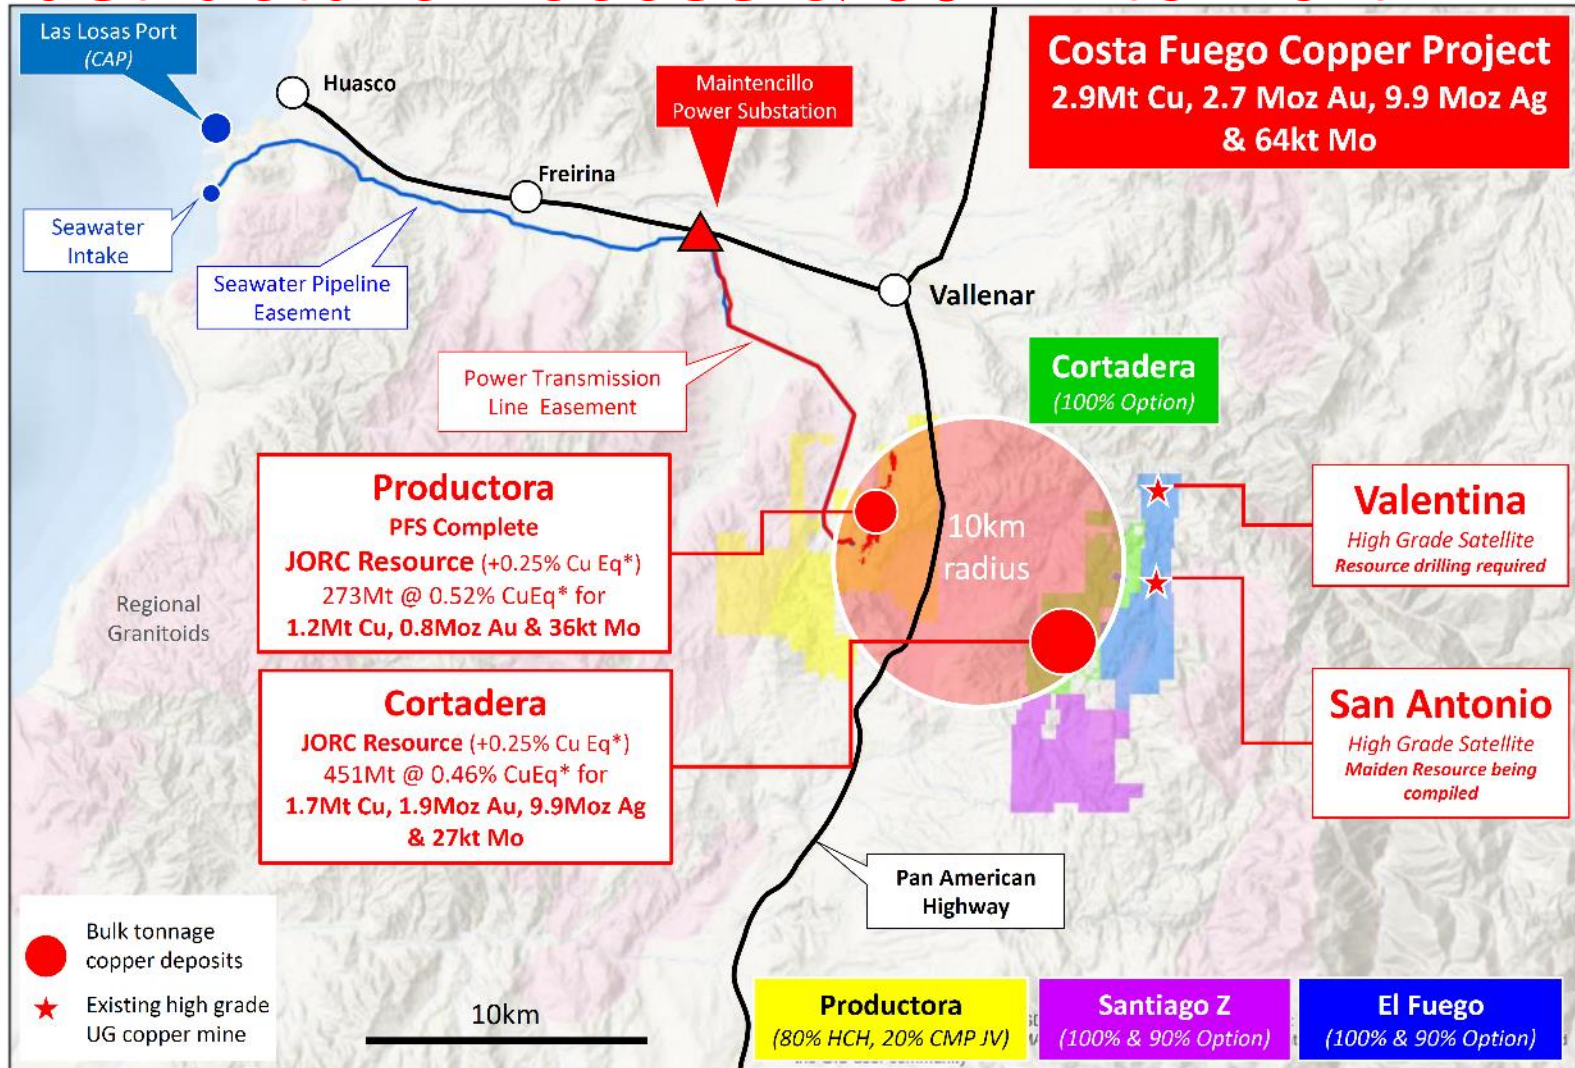 Las Losas Port
(CAP)
Huasco
Maintencillo
Power Substation
Costa Fuego Copper Project
2.9Mt Cu, 2.7 Moz Au, 9.9 Moz Ag
& 64kt Mo
Freirina
Seawater
Intake
Seawater Pipeline
Easement
Vallenar
Power Transmission
Line Easement
Cortadera
(100% Option)
Productora
PFS Complete
JORC Resource (+0.25% Cu Eq*)
273Mt @ 0.52% CuEq* for
1.2Mt Cu, 0.8Moz Au & 36kt Mo
10km
radius
Valentina
High Grade Satellite
Resource drilling required
Regional
Granitoids
Cortadera
JORC Resource (+0.25% Cu Eq*)
451Mt @ 0.46% CuEq* for
1.7Mt Cu, 1.9Moz Au, 9.9Moz Ag
& 27kt Mo
San Antonio
High Grade Satellite
Maiden Resource being
compiled
Pan American
Highway
Bulk tonnage
copper deposits
Existing high grade
UG copper mine
10km
Productora
(80% HCH, 20% CMP JV)
Santiago Z
(100% & 90% Option)
El Fuego
(100% & 90% Option)